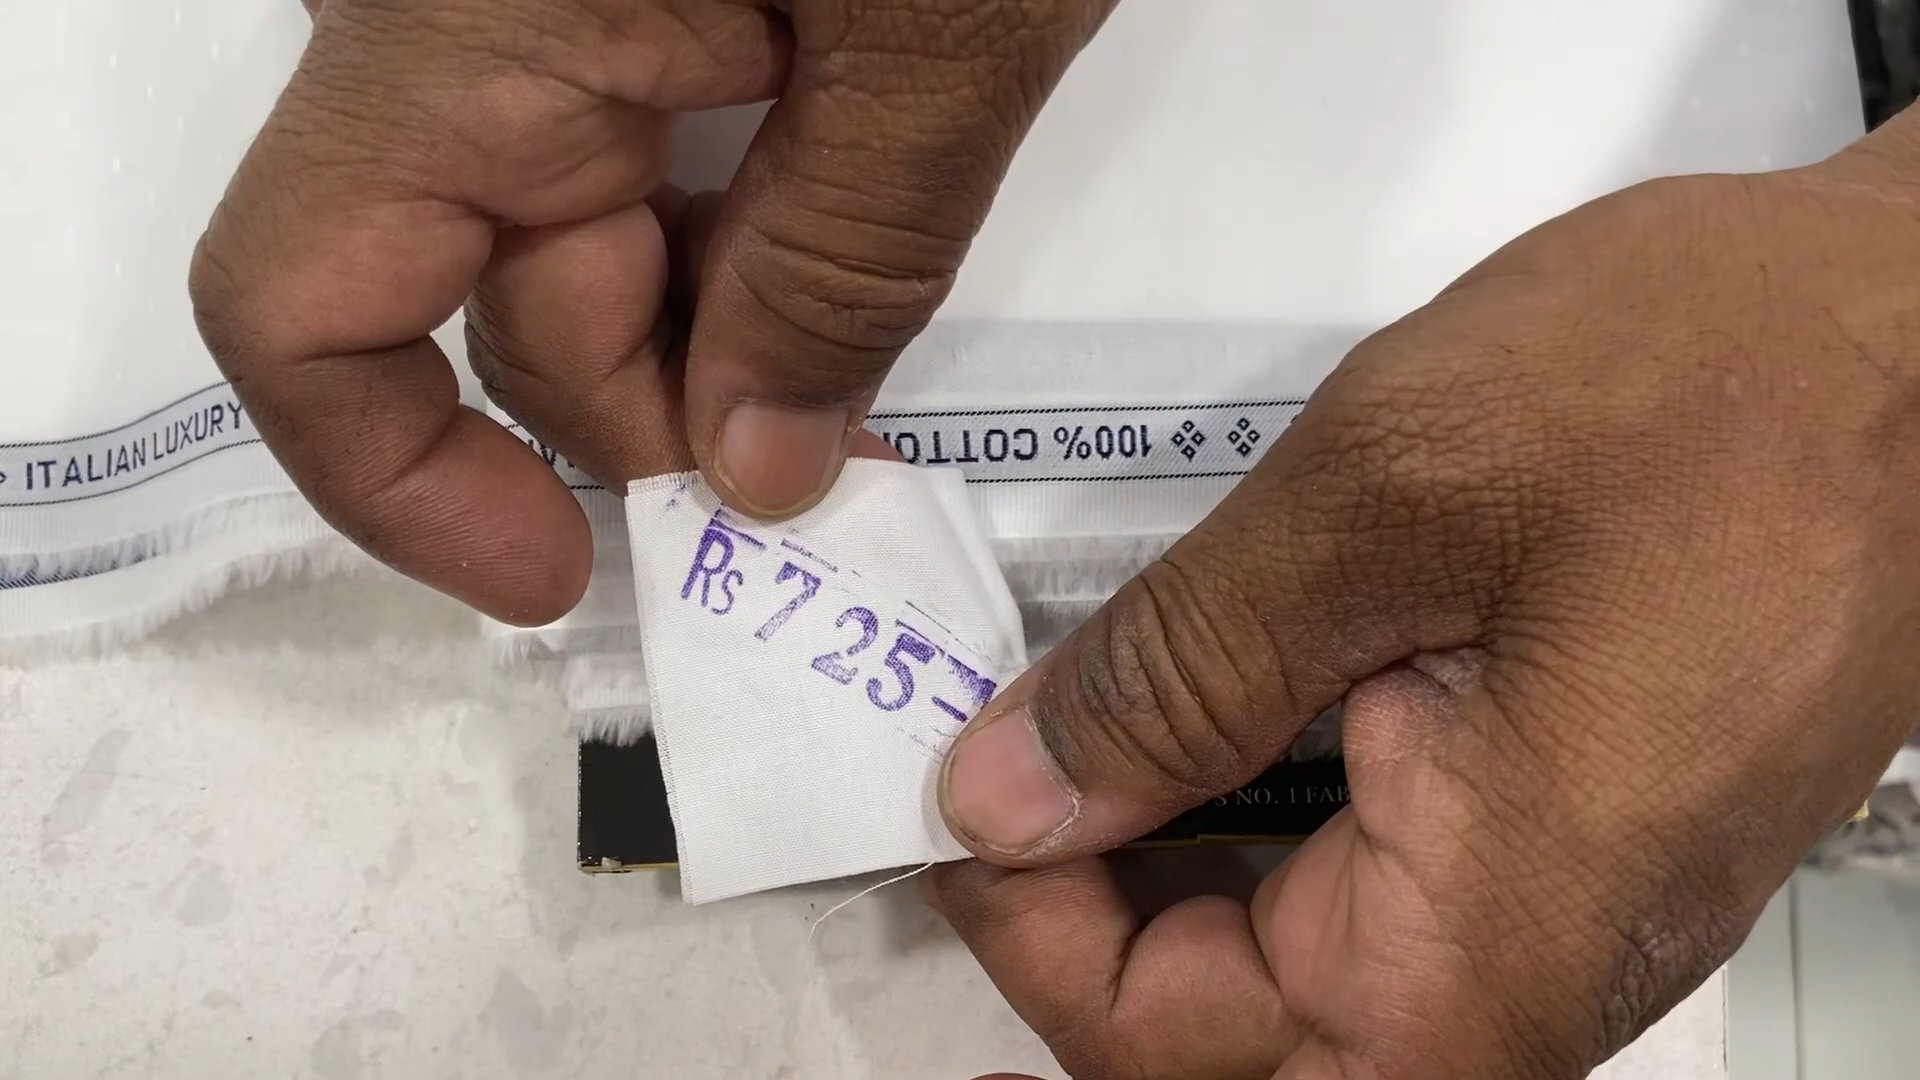 ITALIAN LUXURY
100% COTTON
Rs 725-
NO. 1 FAB